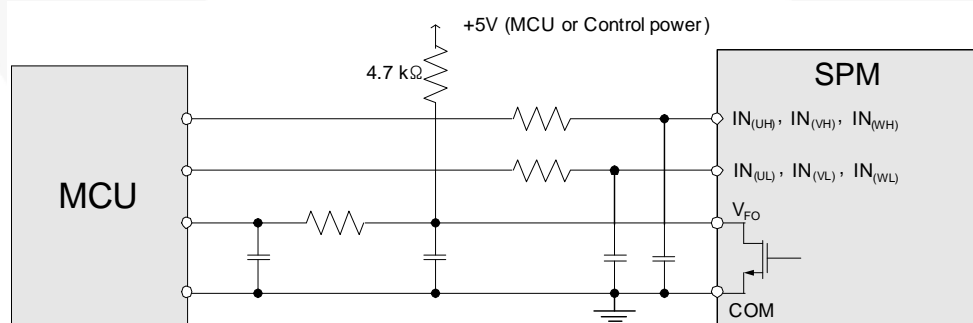 +5V (MCU or Control power)
4.7 kΩ
SPM
IN(UH), IN(VH), IN(WH)
IN(UL), IN(VL), IN(WL)
MCU
VFO
COM